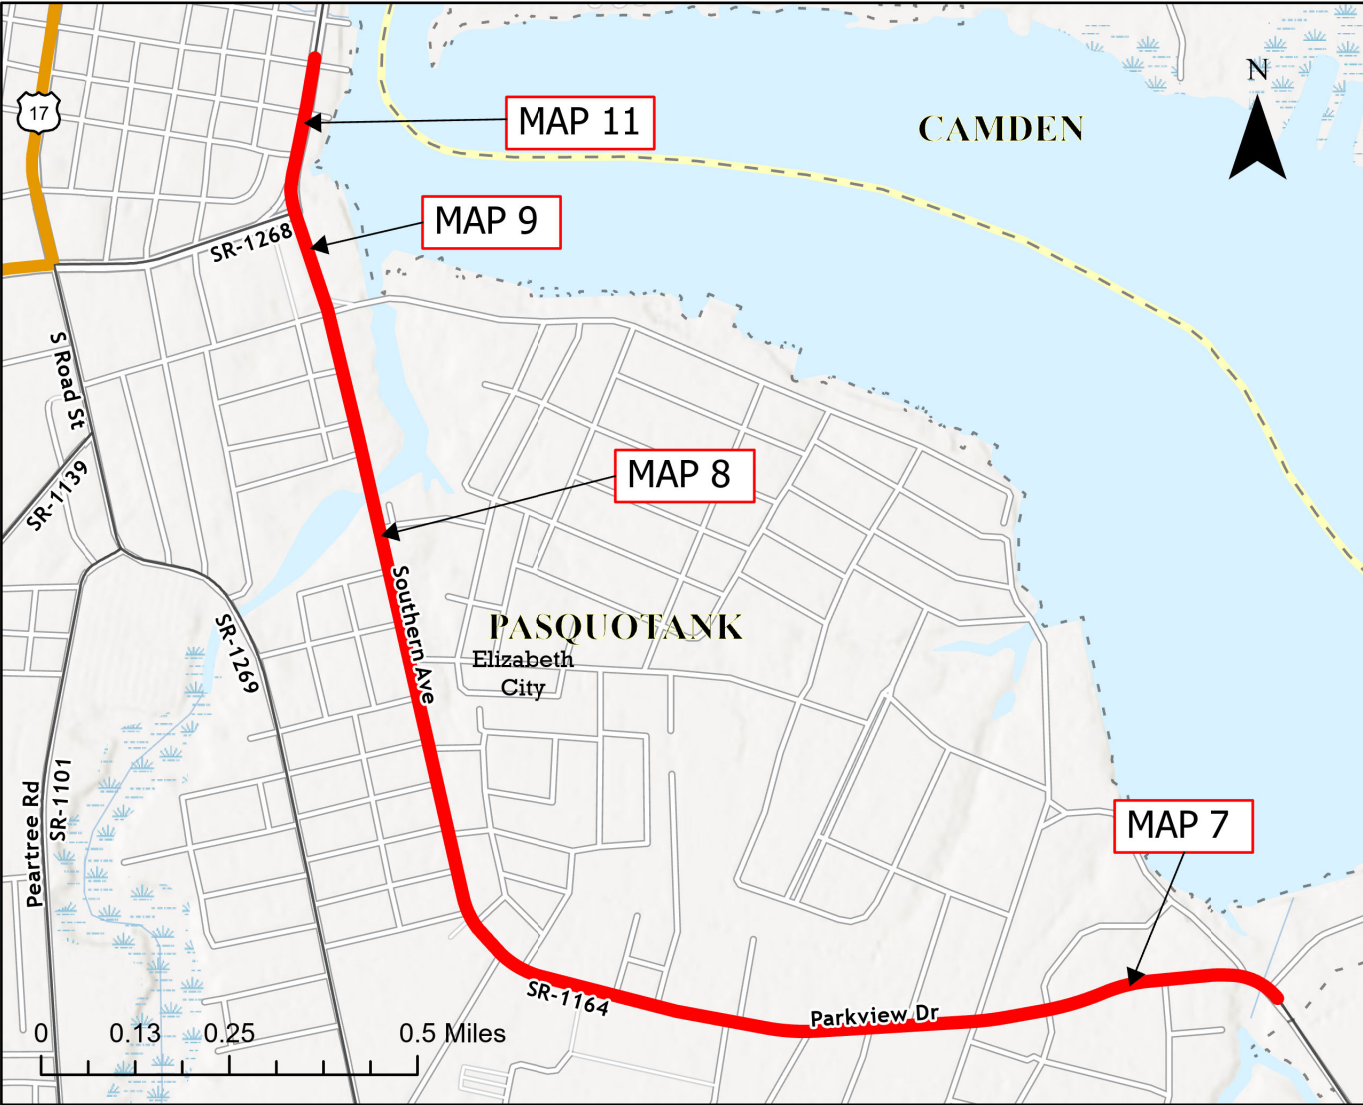 17
MAP 11
CAMDEN
N
MAP 9
SR-1268
S Road St
SR-1139
MAP 8
Southern Ave
PASQUOTANK
Elizabeth
City
SR-1269
Peartree Rd
SR-1101
MAP 7
SR-1164
Parkview Dr
0 0.13 0.25 0.5 Miles